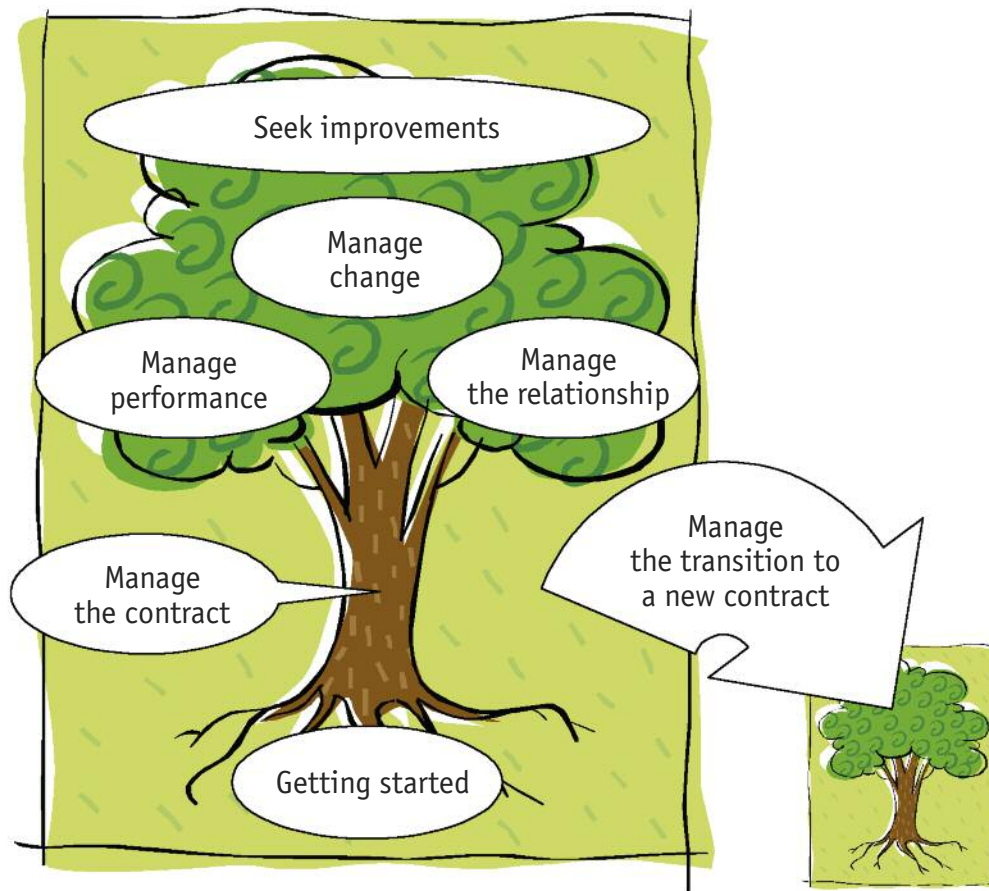 Seek improvements
Manage
change
Manage
performance
Manage
the relationship
Manage
the contract
Manage
the transition to
a new contract
Getting started